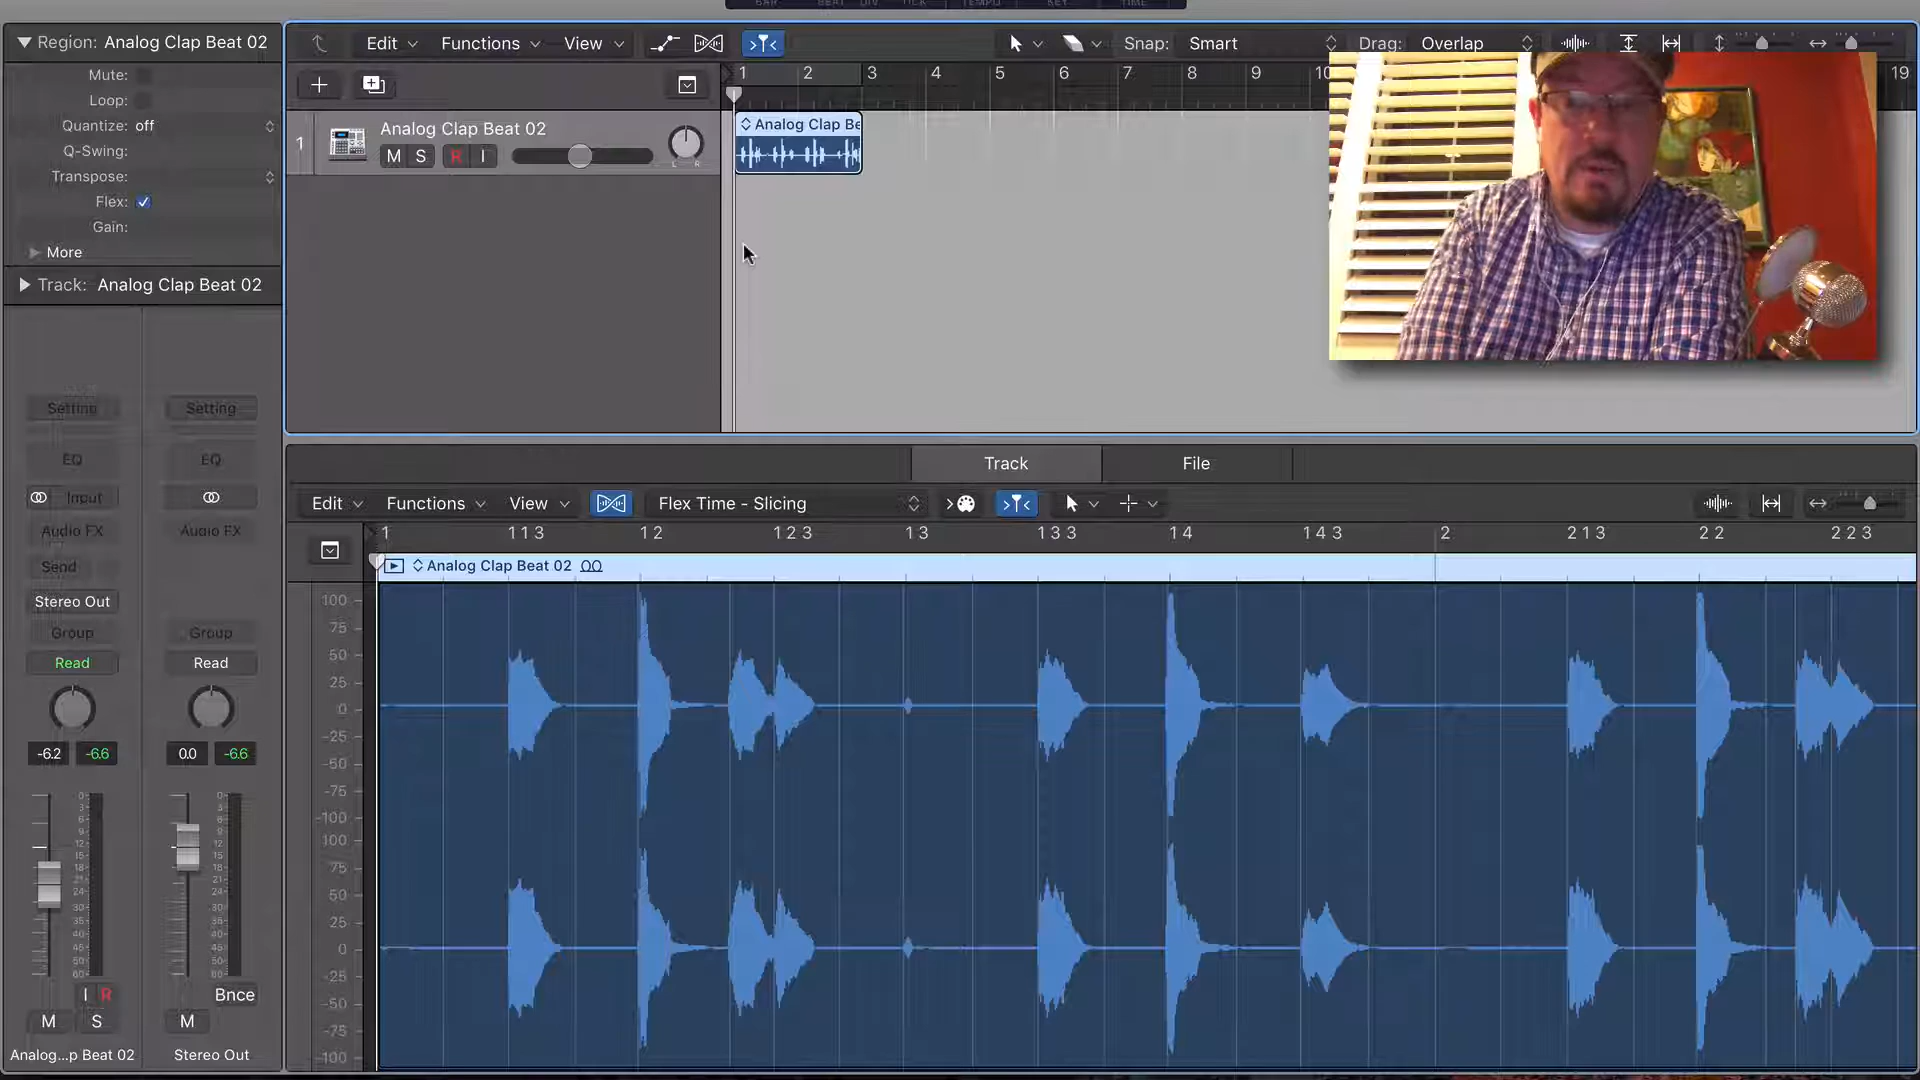 Region: Analog Clap Beat 02
Mute:
Loop:
Quantize: off
Q-Swing:
Transpose:
Flex:
Gain:
More
Track: Analog Clap Beat 02
Setting Setting
EQ EQ
Input
Audio FX Audio FX
Send
Stereo Out
Group Group
Read Read
-6.2 -6.6 0.0 -6.6
I R Bnce
M S M
Analog...p Beat 02 Stereo Out
Edit Functions View Snap: Smart Drag: Overlap
1 2 3 4 5 6 7 8 9 10 19
1 Analog Clap Beat 02
M S R I
L R
Analog Clap Be
Track File
Edit Functions View Flex Time - Slicing
1 1 1 3 1 2 1 2 3 1 3 1 3 3 1 4 1 4 3 2 2 1 3 2 2 2 2 3
Analog Clap Beat 02
100
75
50
25
0
-25
-50
-75
-100
100
75
50
25
0
-25
-50
-75
-100